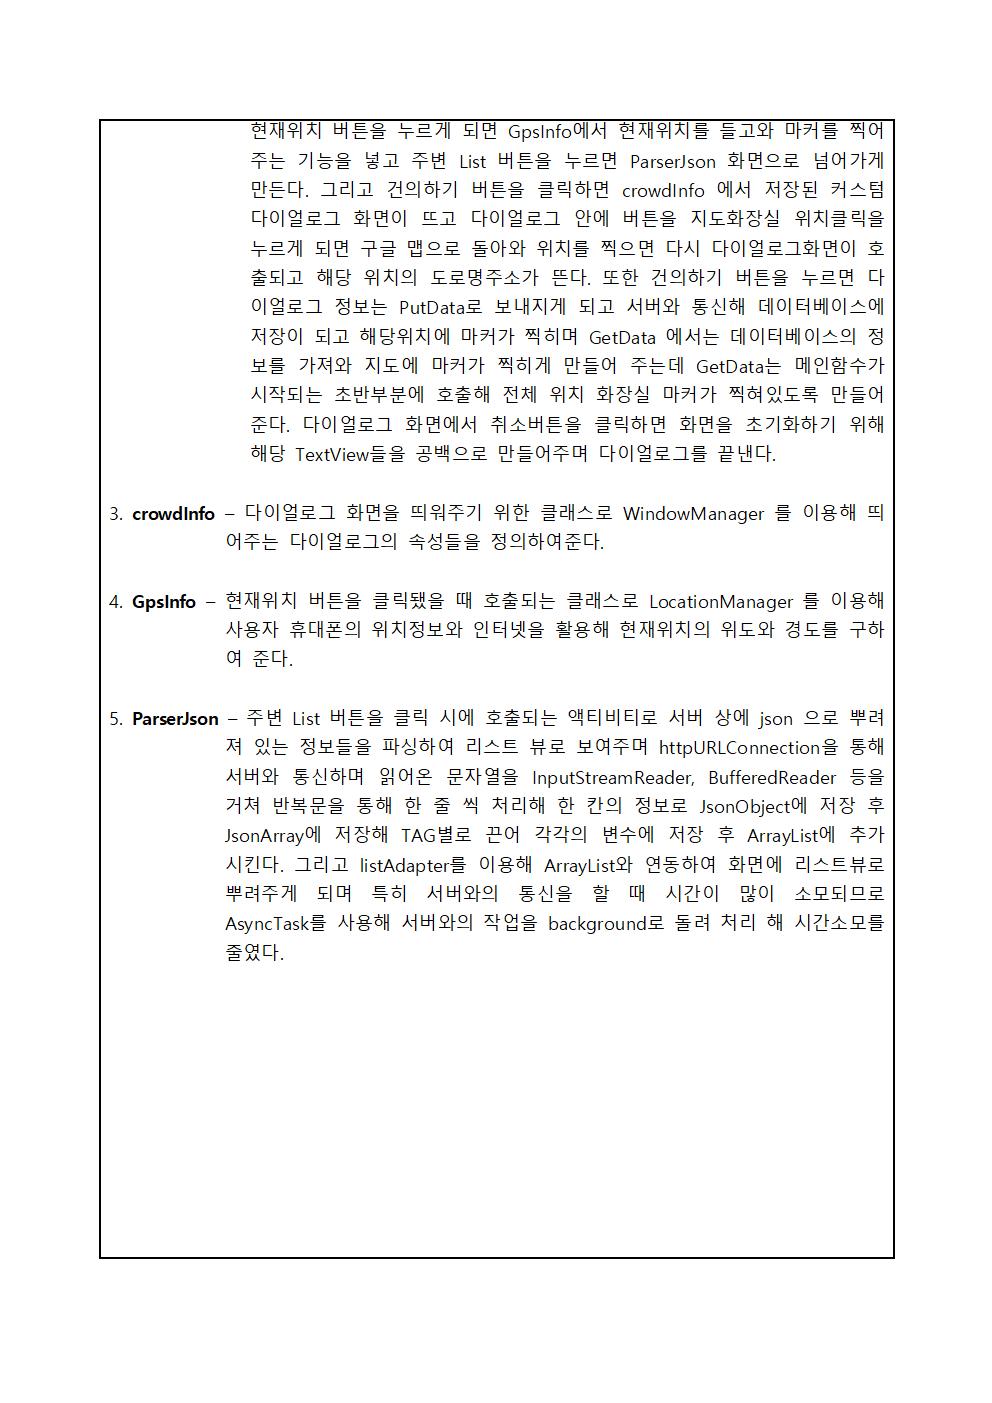 현재위치 버튼을 누르게 되면 GpsInfo에서 현재위치를 들고와 마커를 찍어
주는 기능을 넣고 주변 List 버튼을 누르면 ParserJson 화면으로 넘어가게
만든다. 그리고 건의하기 버튼을 클릭하면 crowdInfo 에서 저장된 커스텀
다이얼로그 화면이 뜨고 다이얼로그 안에 버튼을 지도화장실 위치클릭을
누르게 되면 구글 맵으로 돌아와 위치를 찍으면 다시 다이얼로그화면이 호
출되고 해당 위치의 도로명주소가 뜬다. 또한 건의하기 버튼을 누르면 다
이얼로그 정보는 PutData로 보내지게 되고 서버와 통신해 데이터베이스에
저장이 되고 해당위치에 마커가 찍히며 GetData 에서는 데이터베이스의 정
보를 가져와 지도에 마커가 찍히게 만들어 주는데 GetData는 메인함수가
시작되는 초반부분에 호출해 전체 위치 화장실 마커가 찍혀있도록 만들어
준다. 다이얼로그 화면에서 취소버튼을 클릭하면 화면을 초기화하기 위해
해당 TextView들을 공백으로 만들어주며 다이얼로그를 끝낸다.
3. crowdInfo – 다이얼로그 화면을 띄워주기 위한 클래스로 WindowManager 를 이용해 띄
어주는 다이얼로그의 속성들을 정의하여준다.
4. GpsInfo – 현재위치 버튼을 클릭됐을 때 호출되는 클래스로 LocationManager 를 이용해
사용자 휴대폰의 위치정보와 인터넷을 활용해 현재위치의 위도와 경도를 구하
여 준다.
5. ParserJson – 주변 List 버튼을 클릭 시에 호출되는 액티비티로 서버 상에 json 으로 뿌려
져 있는 정보들을 파싱하여 리스트 뷰로 보여주며 httpURLConnection을 통해
서버와 통신하며 읽어온 문자열을 InputStreamReader, BufferedReader 등을
거쳐 반복문을 통해 한 줄 씩 처리해 한 칸의 정보로 JsonObject에 저장 후
JsonArray에 저장해 TAG별로 끈어 각각의 변수에 저장 후 ArrayList에 추가
시킨다. 그리고 listAdapter를 이용해 ArrayList와 연동하여 화면에 리스트뷰로
뿌려주게 되며 특히 서버와의 통신을 할 때 시간이 많이 소모되므로
AsyncTask를 사용해 서버와의 작업을 background로 돌려 처리 해 시간소모를
줄였다.